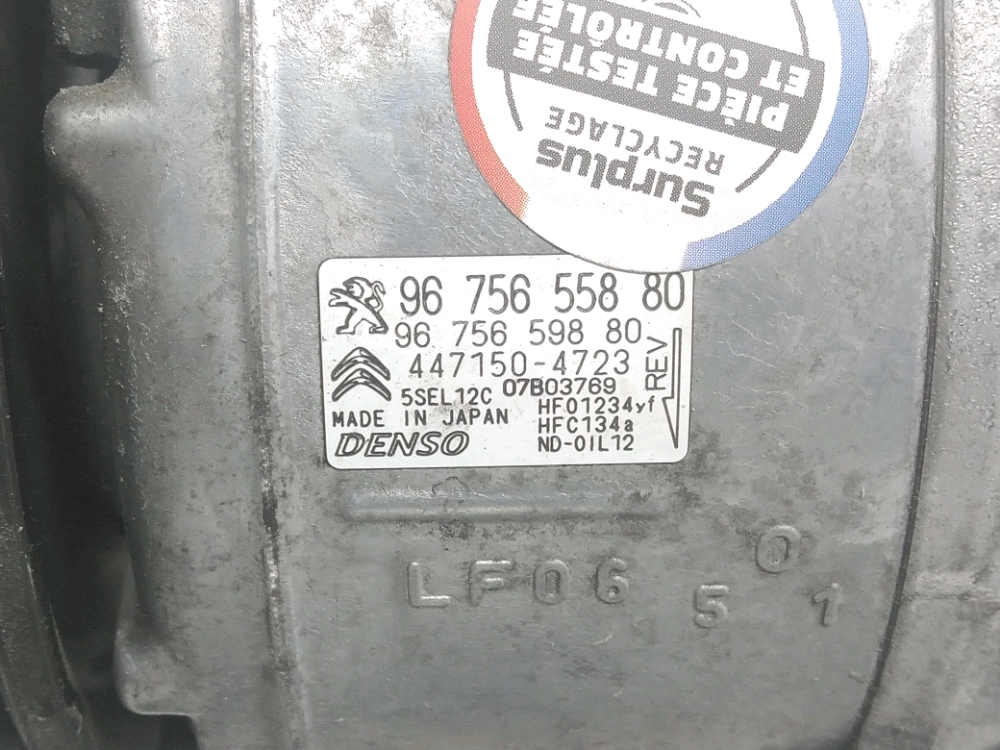 Surplus
RECYCLAGE
PIÈCE TESTÉE
ET CONTRÔLÉE
96 756 558 80
96 756 598 80
447150-4723
REV
5SEL12C 07B03769
HF01234yf
MADE IN JAPAN HFC134a
DENSO ND-OIL12
LF06 5 0 1